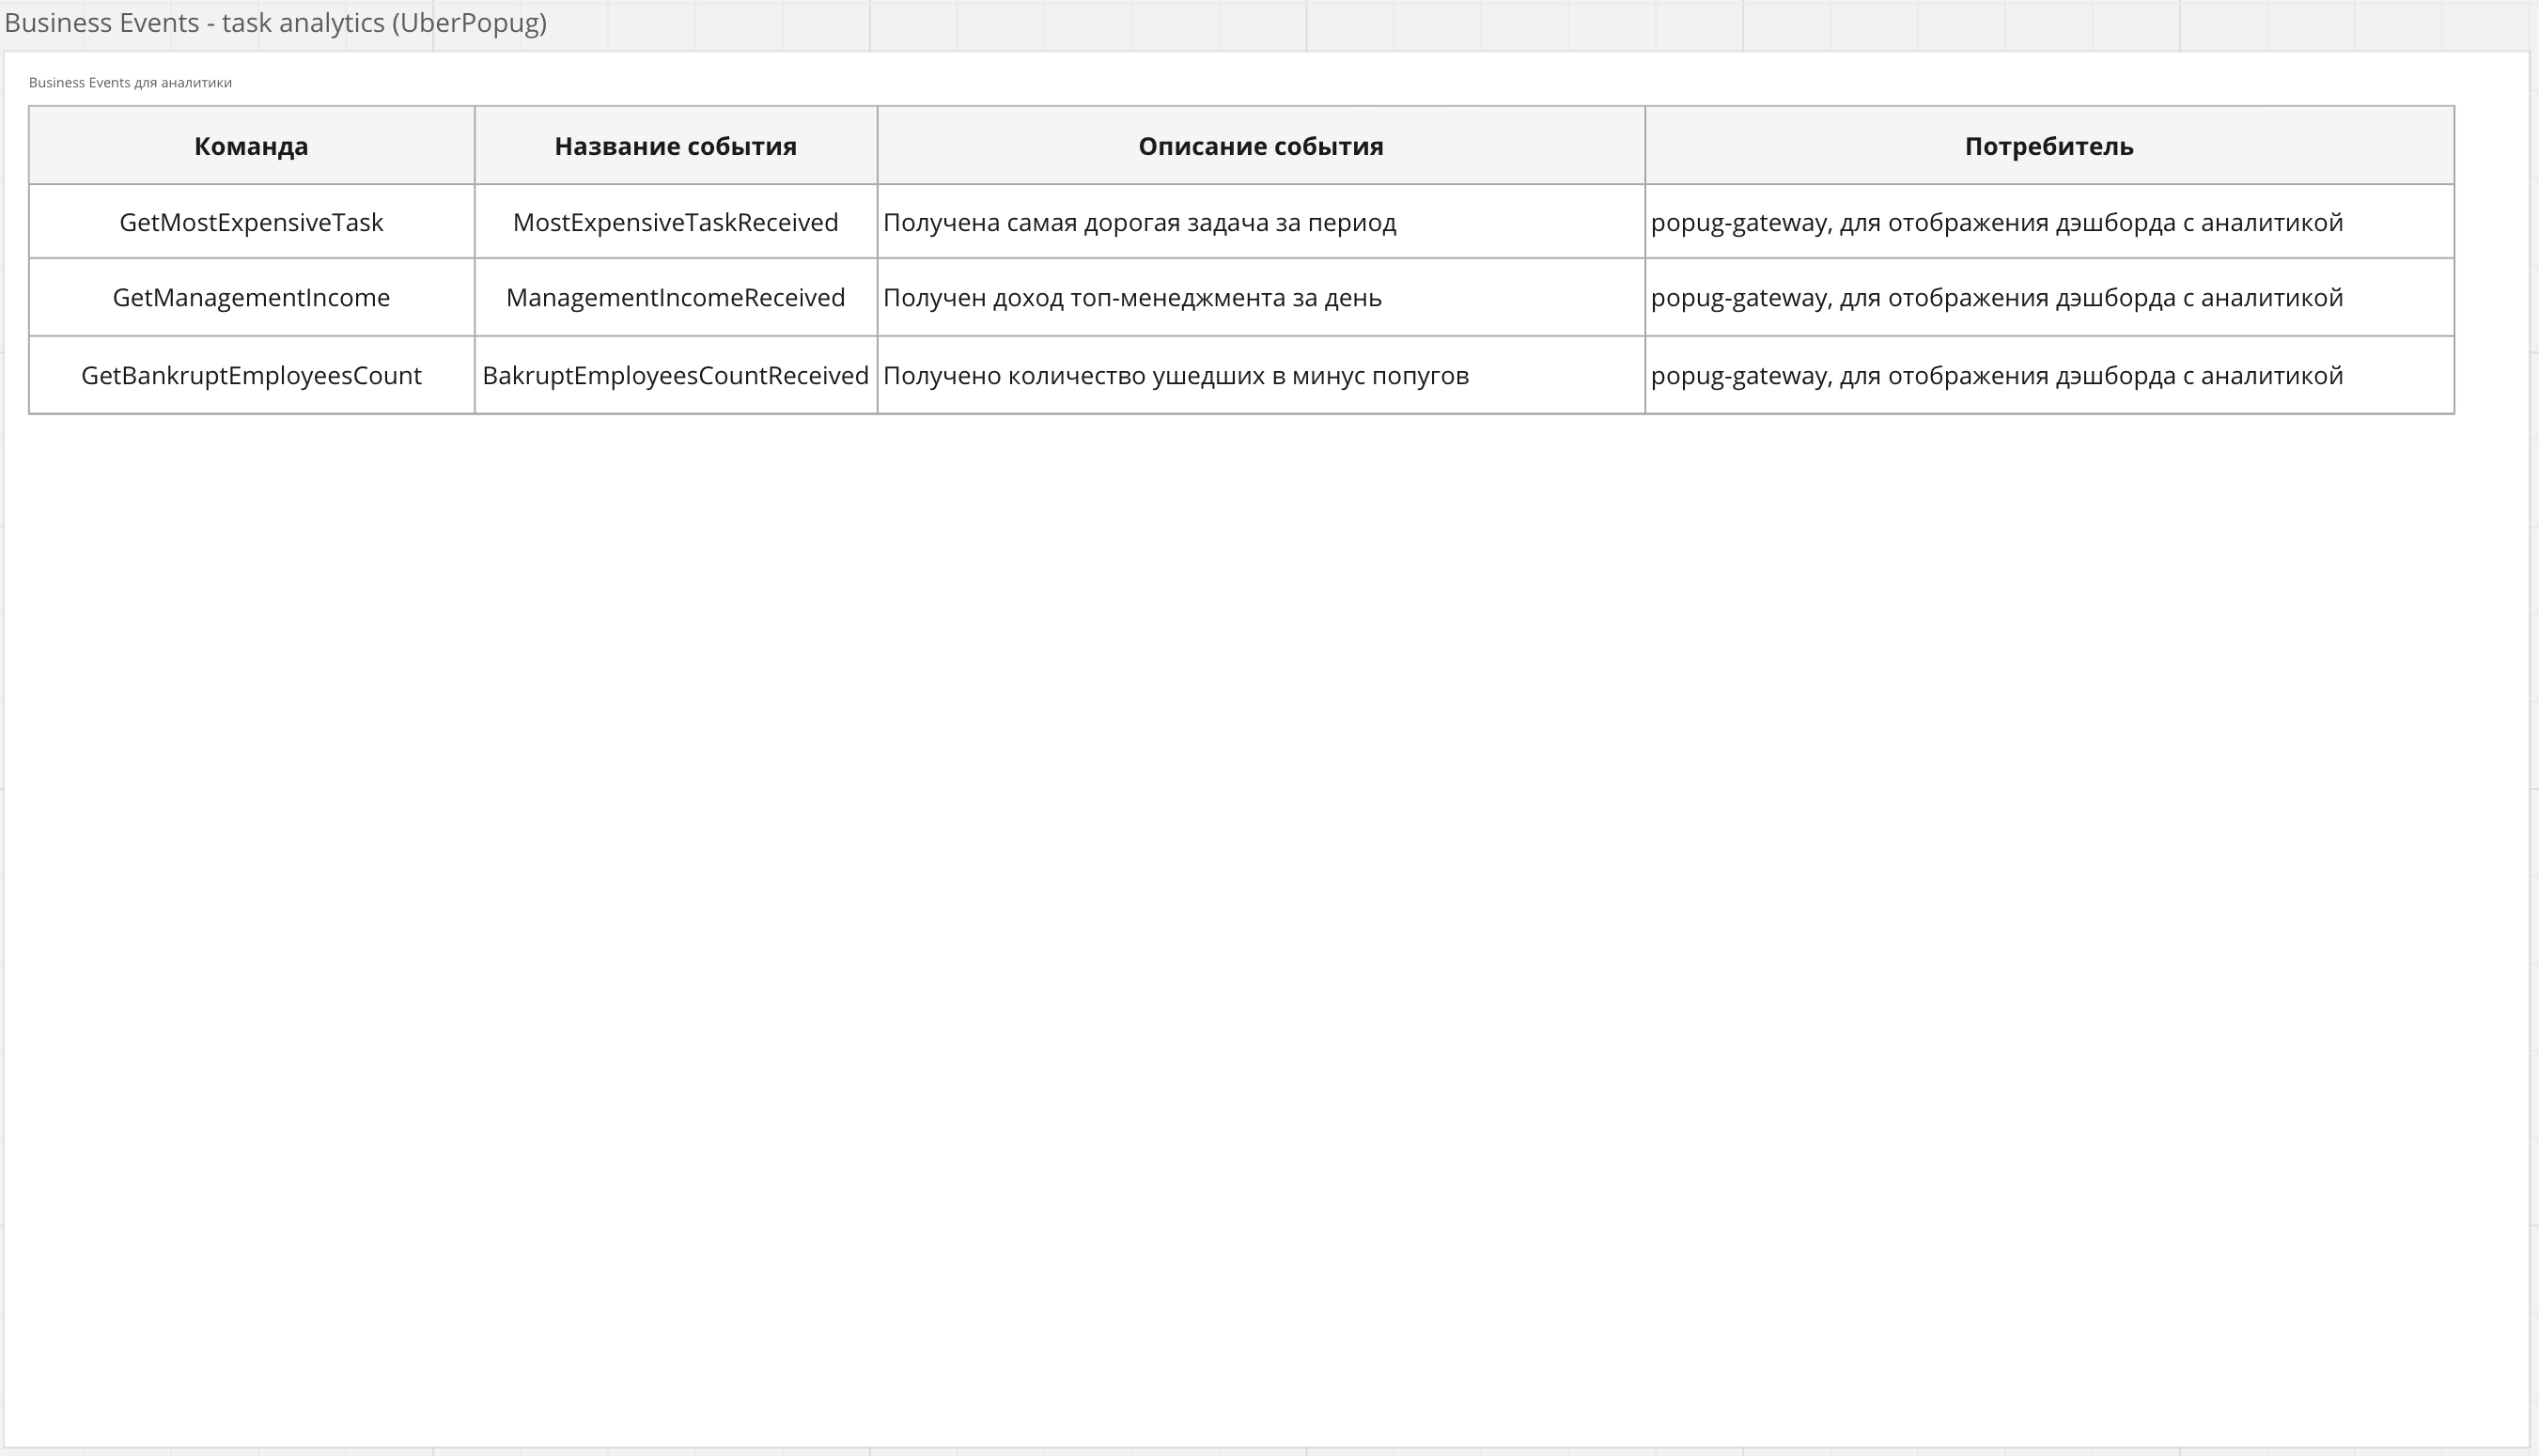 Business Events - task analytics (UberPopug)
Business Events для аналитики
Команда Название события Описание события Потребитель
GetMostExpensiveTask MostExpensiveTaskReceived Получена самая дорогая задача за период popug-gateway, для отображения дэшборда с аналитикой
GetManagementIncome ManagementIncomeReceived Получен доход топ-менеджмента за день popug-gateway, для отображения дэшборда с аналитикой
GetBankruptEmployeesCount BakruptEmployeesCountReceived Получено количество ушедших в минус попугов popug-gateway, для отображения дэшборда с аналитикой